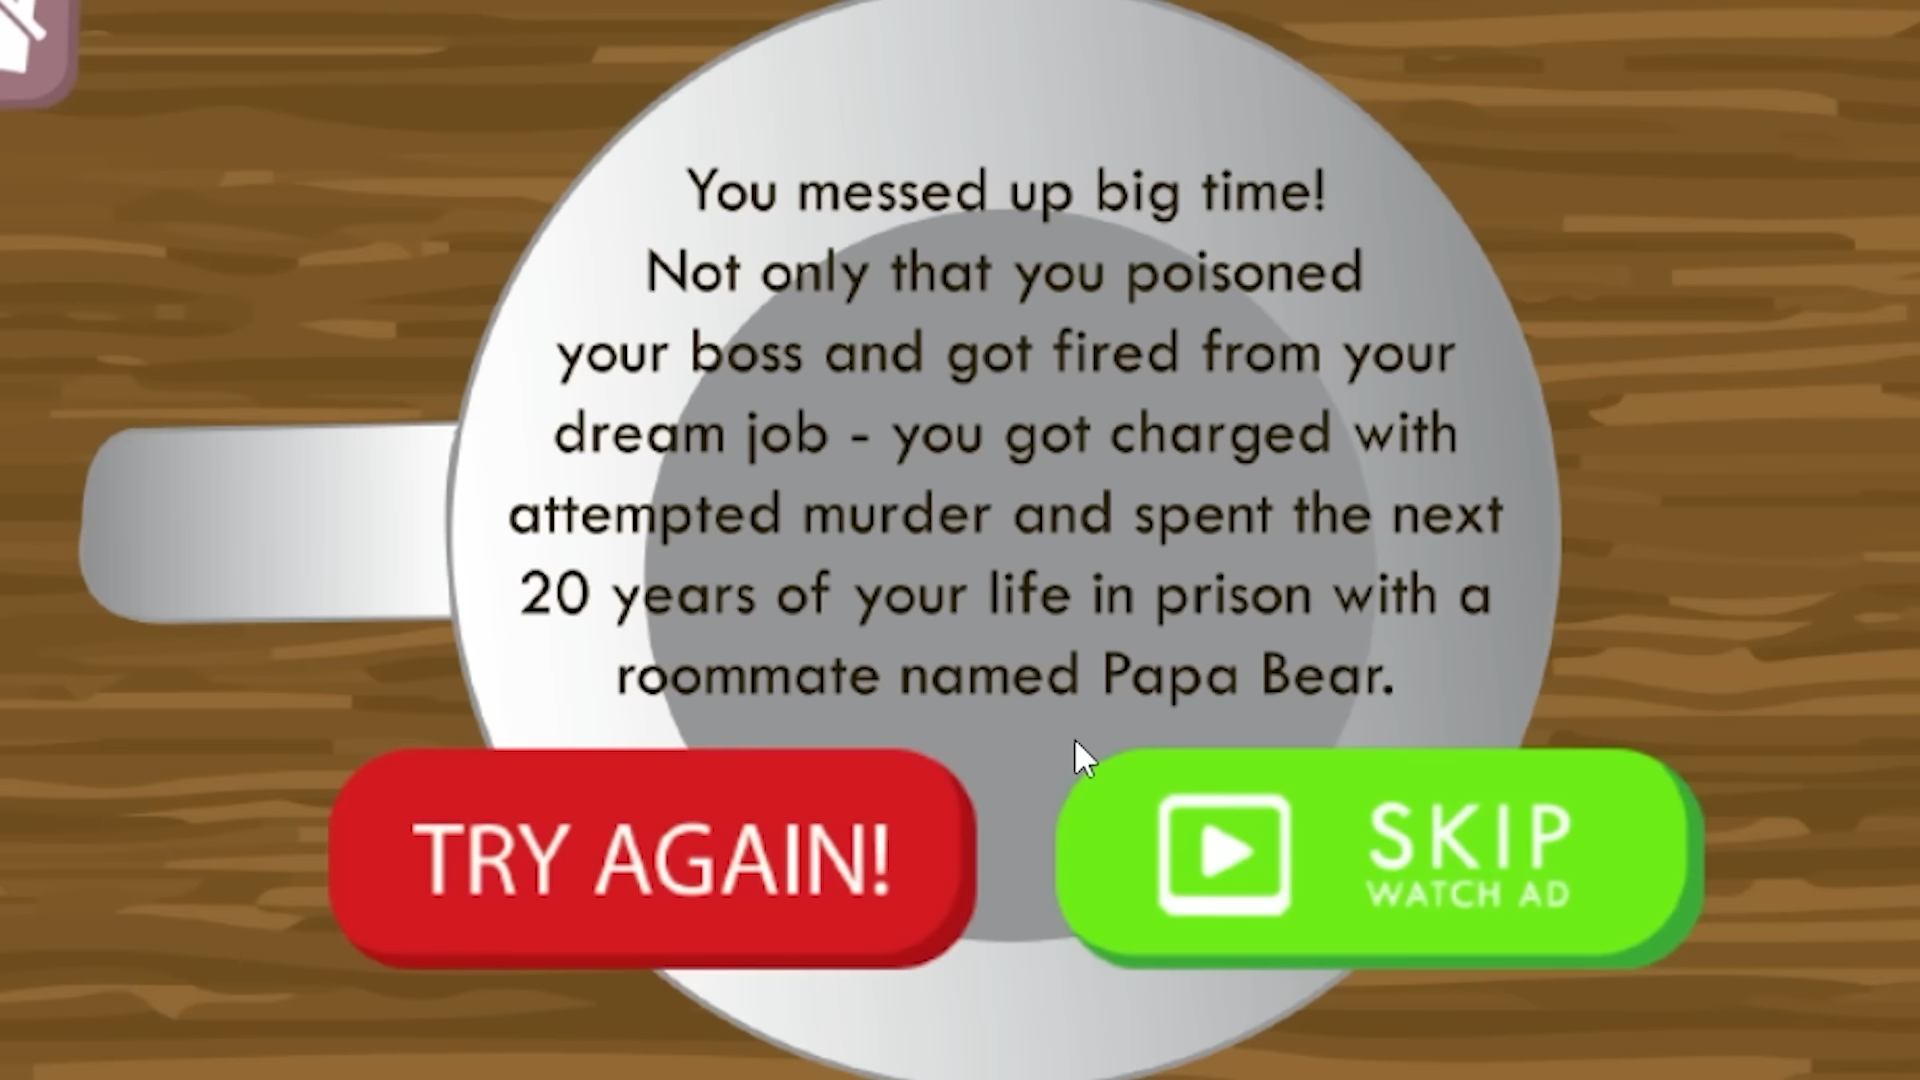 You messed up big time!
Not only that you poisoned
your boss and got fired from your
dream job - you got charged with
attempted murder and spent the next
20 years of your life in prison with a
roommate named Papa Bear.
TRY AGAIN!
SKIP
WATCH AD